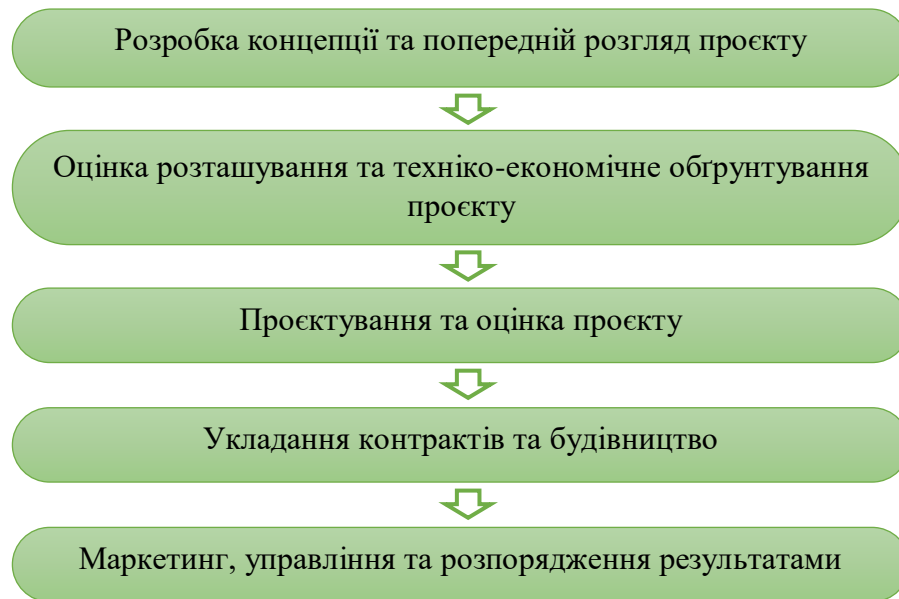 Розробка концепції та попередній розгляд проєкту
Оцінка розташування та техніко-економічне обґрунтування
проєкту
Проєктування та оцінка проєкту
Укладання контрактів та будівництво
Маркетинг, управління та розпорядження результатами